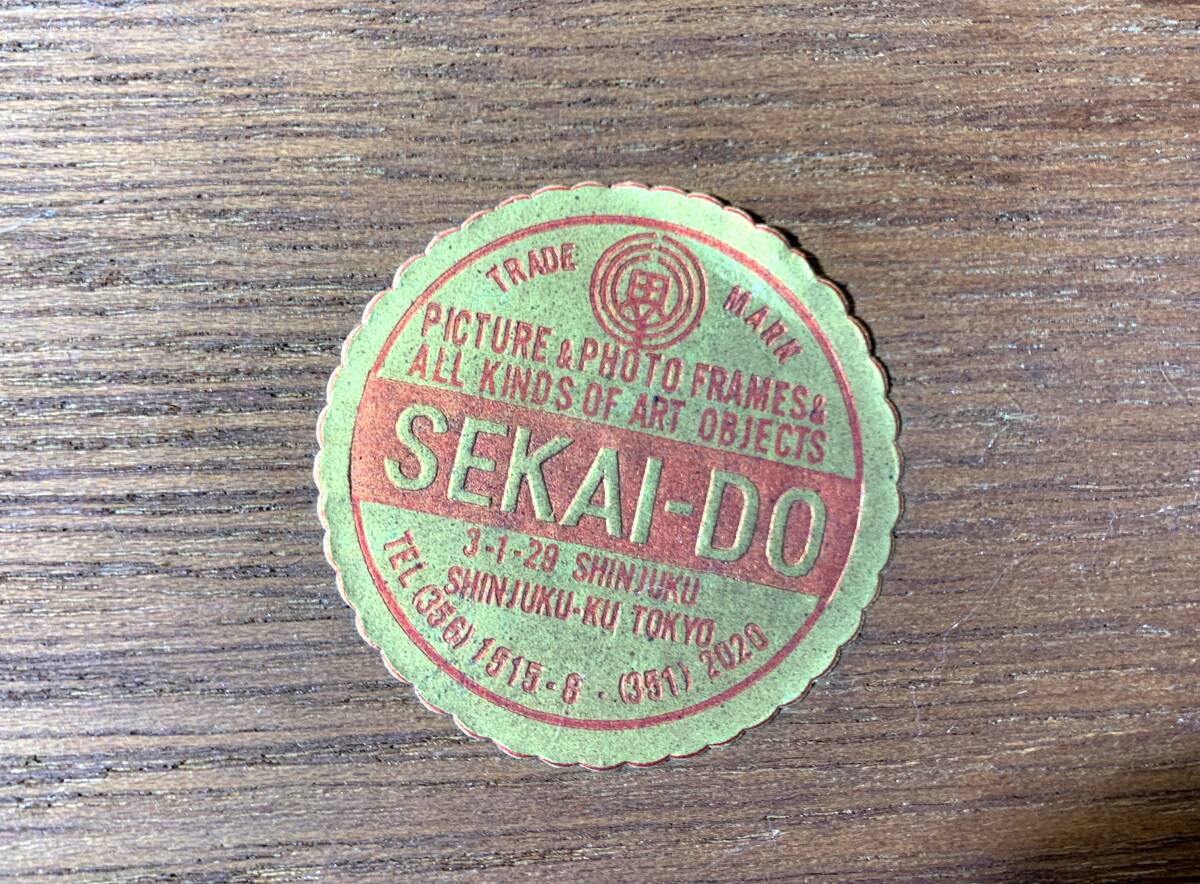 TRADE MARK
PICTURE & PHOTO FRAMES &
ALL KINDS OF ART OBJECTS
SEKAI-DO
3-1-29 SHINJUKU
SHINJUKU-KU TOKYO
TEL (356) 1515-8 · (351) 2020